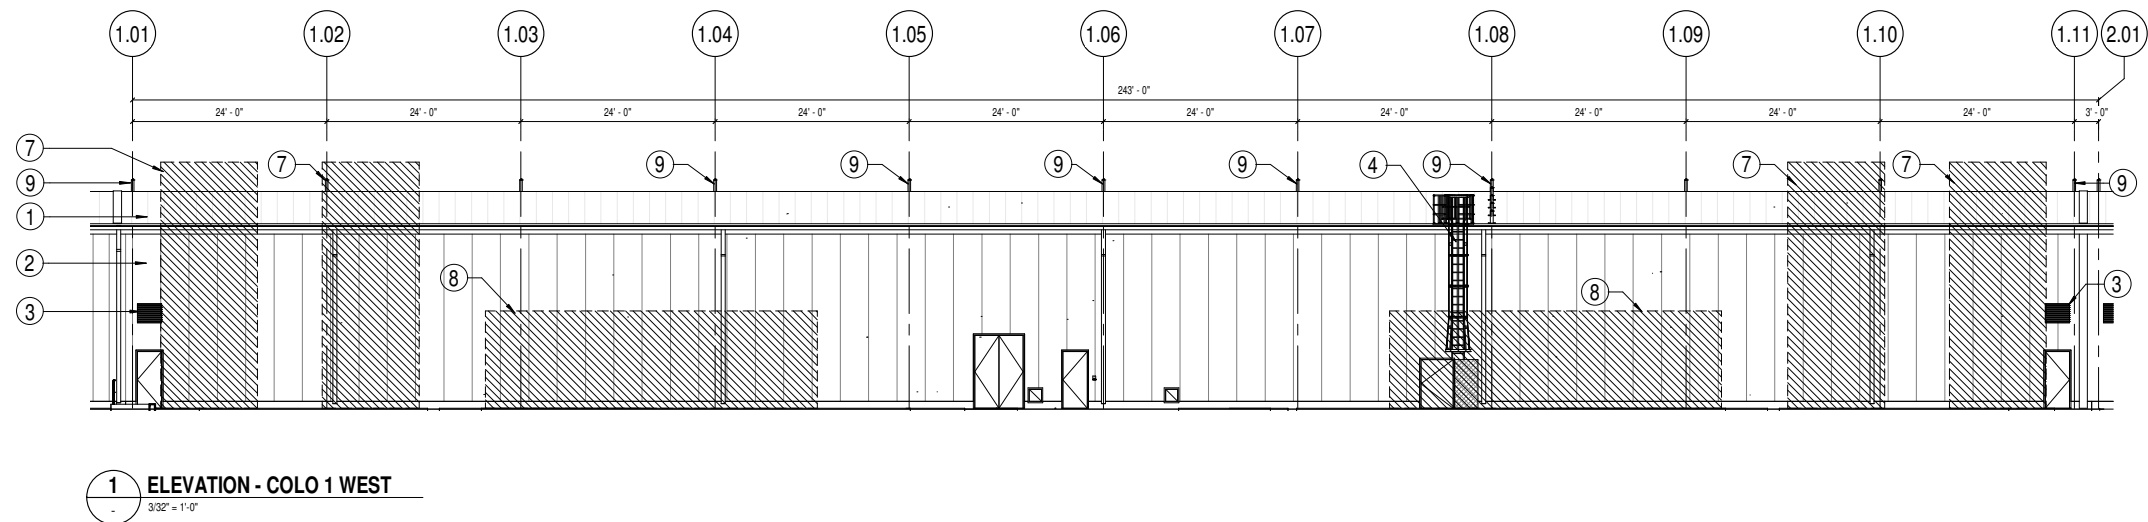 1.01 1.02 1.03 1.04 1.05 1.06 1.07 1.08 1.09 1.10 1.11 2.01
243' - 0"
24' - 0" 24' - 0" 24' - 0" 24' - 0" 24' - 0" 24' - 0" 24' - 0" 24' - 0" 24' - 0" 24' - 0" 3' - 0"
7
7 9 9 9 9 4 9 7 7
9 9
1
2
8
3 3
8
1 ELEVATION - COLO 1 WEST
- 3/32" = 1'-0"